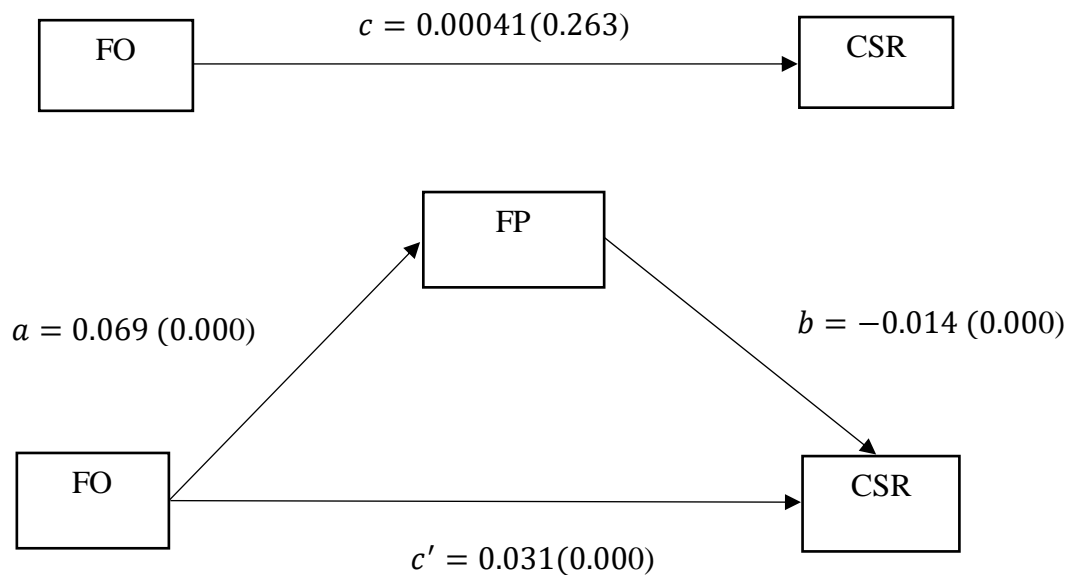 c = 0.00041(0.263)
FO
CSR
FP
a = 0.069 (0.000)
b = −0.014 (0.000)
FO
CSR
c′ = 0.031(0.000)